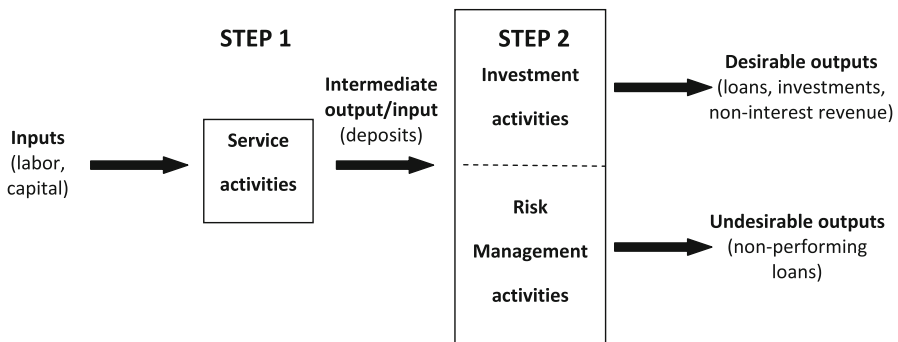 STEP 1
STEP 2
Inputs
(labor,
capital)
Service
activities
Intermediate
output/input
(deposits)
Investment
activities
Risk
Management
activities
Desirable outputs
(loans, investments,
non-interest revenue)
Undesirable outputs
(non-performing
loans)